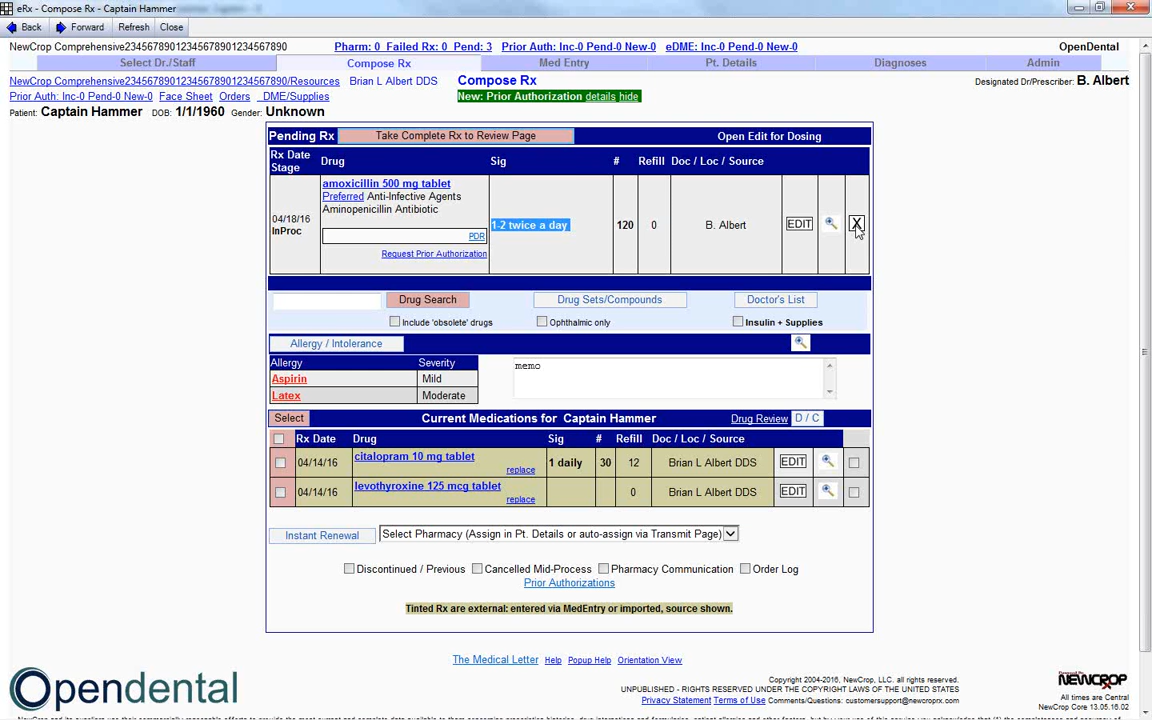 eRx - Compose Rx - Captain Hammer
Back Forward Refresh Close
NewCrop Comprehensive23456789012345678901234567890 Pharm: 0 Failed Rx: 0 Pend: 3 Prior Auth: Inc-0 Pend-0 New-0 eDME: Inc-0 Pend-0 New-0 OpenDental
Select Dr./Staff Compose Rx Med Entry Pt. Details Diagnoses Admin
NewCrop Comprehensive23456789012345678901234567890/Resources Brian L Albert DDS Compose Rx Designated Dr/Prescriber: B. Albert
Prior Auth: Inc-0 Pend-0 New-0 Face Sheet Orders _DME/Supplies New: Prior Authorization details hide
Patient: Captain Hammer DOB: 1/1/1960 Gender: Unknown
Pending Rx Take Complete Rx to Review Page Open Edit for Dosing
Rx Date Stage Drug Sig # Refill Doc / Loc / Source
amoxicillin 500 mg tablet
Preferred Anti-Infective Agents
Aminopenicillin Antibiotic
04/18/16 InProc 1-2 twice a day 120 0 B. Albert EDIT X
PDR
Request Prior Authorization
Drug Search Drug Sets/Compounds Doctor's List
Include 'obsolete' drugs Ophthalmic only Insulin + Supplies
Allergy / Intolerance
Allergy Severity memo
Aspirin Mild
Latex Moderate
Select Current Medications for Captain Hammer Drug Review D / C
Rx Date Drug Sig # Refill Doc / Loc / Source
04/14/16 citalopram 10 mg tablet replace 1 daily 30 12 Brian L Albert DDS EDIT
04/14/16 levothyroxine 125 mcg tablet replace 0 Brian L Albert DDS EDIT
Instant Renewal Select Pharmacy (Assign in Pt. Details or auto-assign via Transmit Page)
Discontinued / Previous Cancelled Mid-Process Pharmacy Communication Order Log
Prior Authorizations
Tinted Rx are external: entered via MedEntry or imported, source shown.
The Medical Letter Help Popup Help Orientation View
Opendental
Copyright 2004-2016, NewCrop, LLC. all rights reserved.
UNPUBLISHED - RIGHTS RESERVED UNDER THE COPYRIGHT LAWS OF THE UNITED STATES
Privacy Statement Terms of Use Comments/Questions: customersupport@newcroprx.com
NEWCROP
All times are Central
NewCrop Core 13.05.16.02